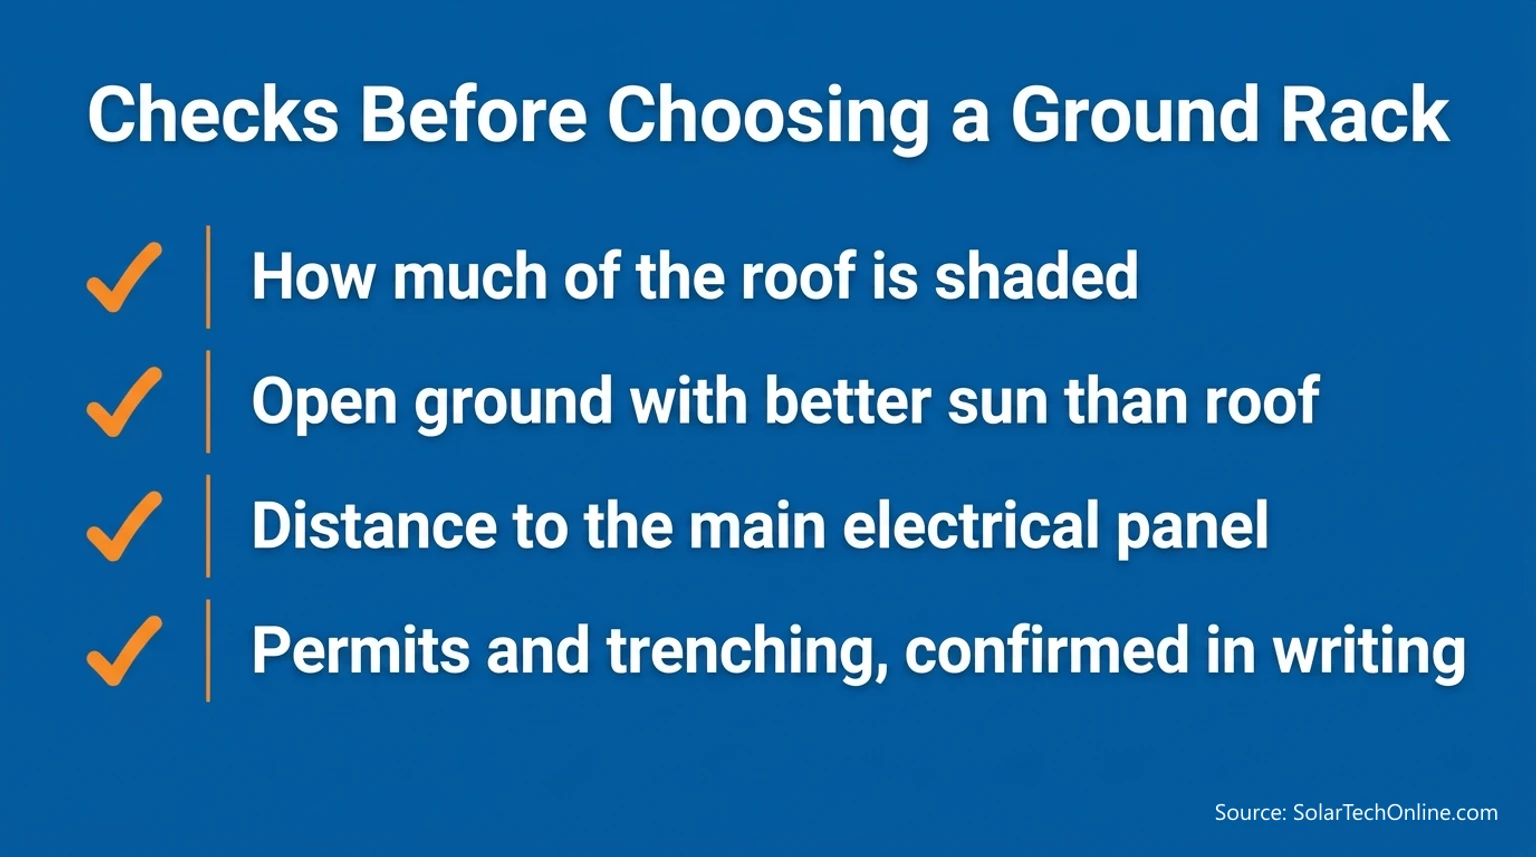 Checks Before Choosing a Ground Rack
How much of the roof is shaded
Open ground with better sun than roof
Distance to the main electrical panel
Permits and trenching, confirmed in writing
Source: SolarTechOnline.com